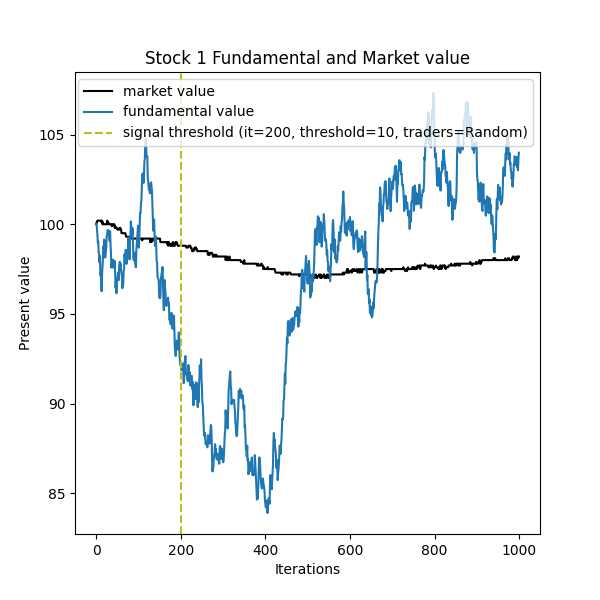 Stock 1 Fundamental and Market value
market value
fundamental value
signal threshold (it=200, threshold=10, traders=Random)
Present value
105
100
95
90
85
0 200 400 600 800 1000
Iterations